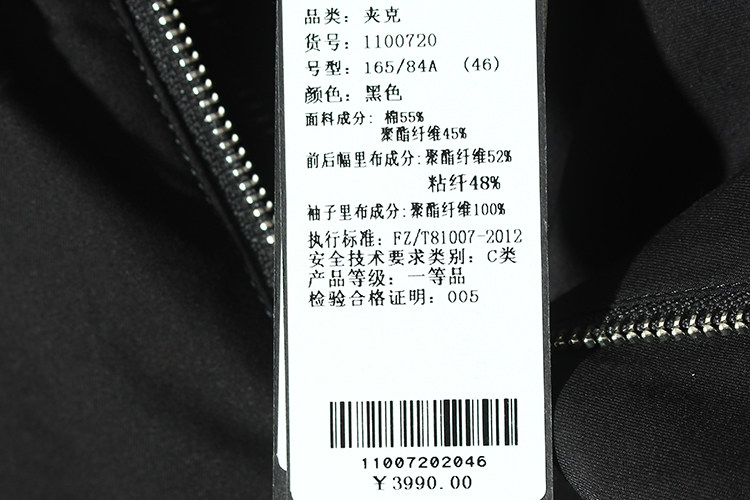 品类: 夹克
货号: 1100720
号型: 165/84A (46)
颜色: 黑色
面料成分: 棉55%
聚酯纤维45%
前后幅里布成分:聚酯纤维52%
粘纤48%
袖子里布成分:聚酯纤维100%
执行标准: FZ/T81007-2012
安全技术要求类别: C类
产品等级: 一等品
检验合格证明: 005
11007202046
¥3990.00